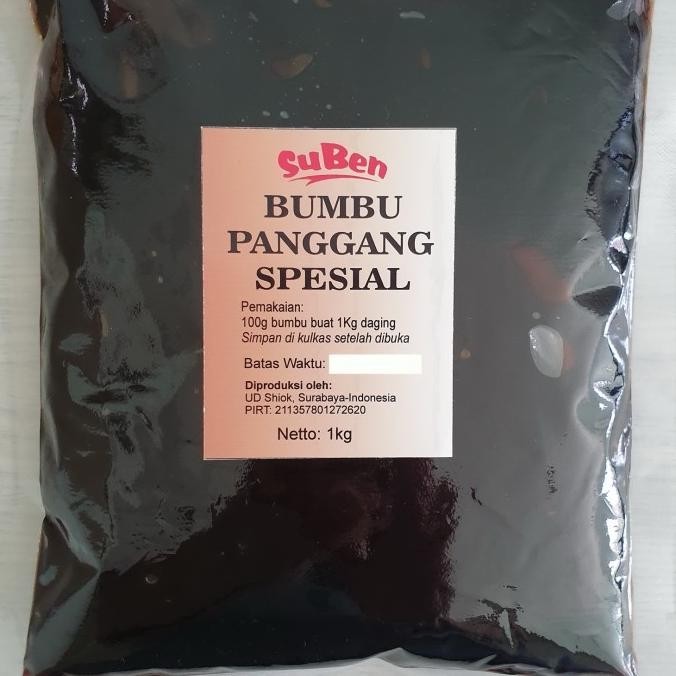 SuBen
BUMBU
PANGGANG
SPESIAL
Pemakaian:
100g bumbu buat 1Kg daging
Simpan di kulkas setelah dibuka
Batas Waktu:
Diproduksi oleh:
UD Shiok, Surabaya-Indonesia
PIRT: 211357801272620
Netto: 1kg